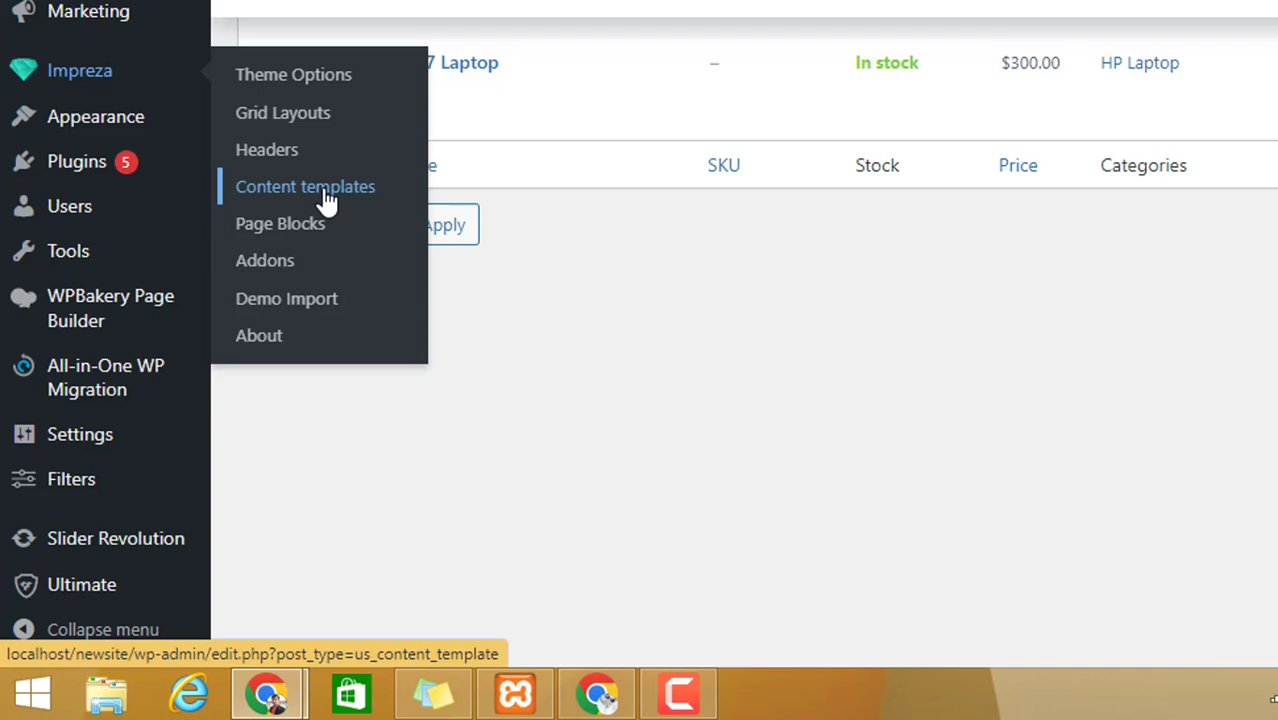 Marketing
Impreza
Appearance
Plugins 5
Users
Tools
WPBakery Page
Builder
All-in-One WP
Migration
Settings
Filters
Slider Revolution
Ultimate
Collapse menu
Theme Options
Grid Layouts
Headers
Content templates
Page Blocks
Addons
Demo Import
About
7 Laptop – In stock $300.00 HP Laptop
e SKU Stock Price Categories
Apply
localhost/newsite/wp-admin/edit.php?post_type=us_content_template